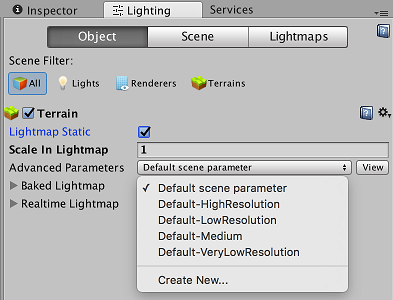 Inspector Lighting Services
Object Scene Lightmaps
Scene Filter:
All Lights Renderers Terrains
Terrain
Lightmap Static
Scale In Lightmap 1
Advanced Parameters Default scene parameter View
Baked Lightmap
Realtime Lightmap
✓ Default scene parameter
Default-HighResolution
Default-LowResolution
Default-Medium
Default-VeryLowResolution
Create New...